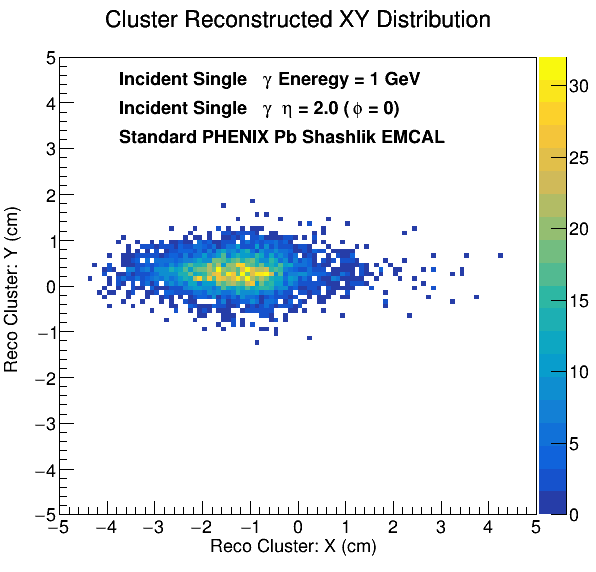 Cluster Reconstructed XY Distribution
Incident Single γ Eneregy = 1 GeV
Incident Single γ η = 2.0 ( ϕ = 0)
Standard PHENIX Pb Shashlik EMCAL
Reco Cluster: Y (cm)
5
4
3
2
1
0
−1
−2
−3
−4
−5
−5 −4 −3 −2 −1 0 1 2 3 4 5
Reco Cluster: X (cm)
30
25
20
15
10
5
0